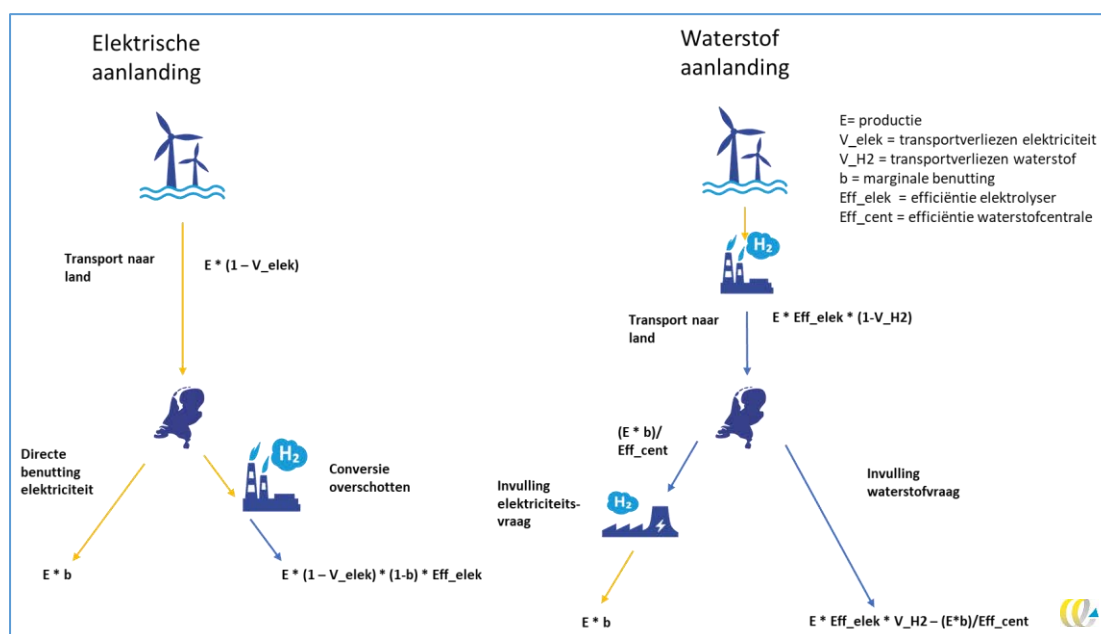 Elektrische
aanlanding
Transport naar
land
E * (1 – V_elek)
Directe
benutting
elektriciteit
H2
Conversie
overschotten
E * b
E * (1 – V_elek) * (1-b) * Eff_elek
Waterstof
aanlanding
E= productie
V_elek = transportverliezen elektriciteit
V_H2 = transportverliezen waterstof
b = marginale benutting
Eff_elek = efficiëntie elektrolyser
Eff_cent = efficiëntie waterstofcentrale
H2
Transport naar
land
E * Eff_elek * (1-V_H2)
(E * b)/
Eff_cent
Invulling
elektriciteits-
vraag
H2
Invulling
waterstofvraag
E * b
E * Eff_elek * V_H2 – (E*b)/Eff_cent